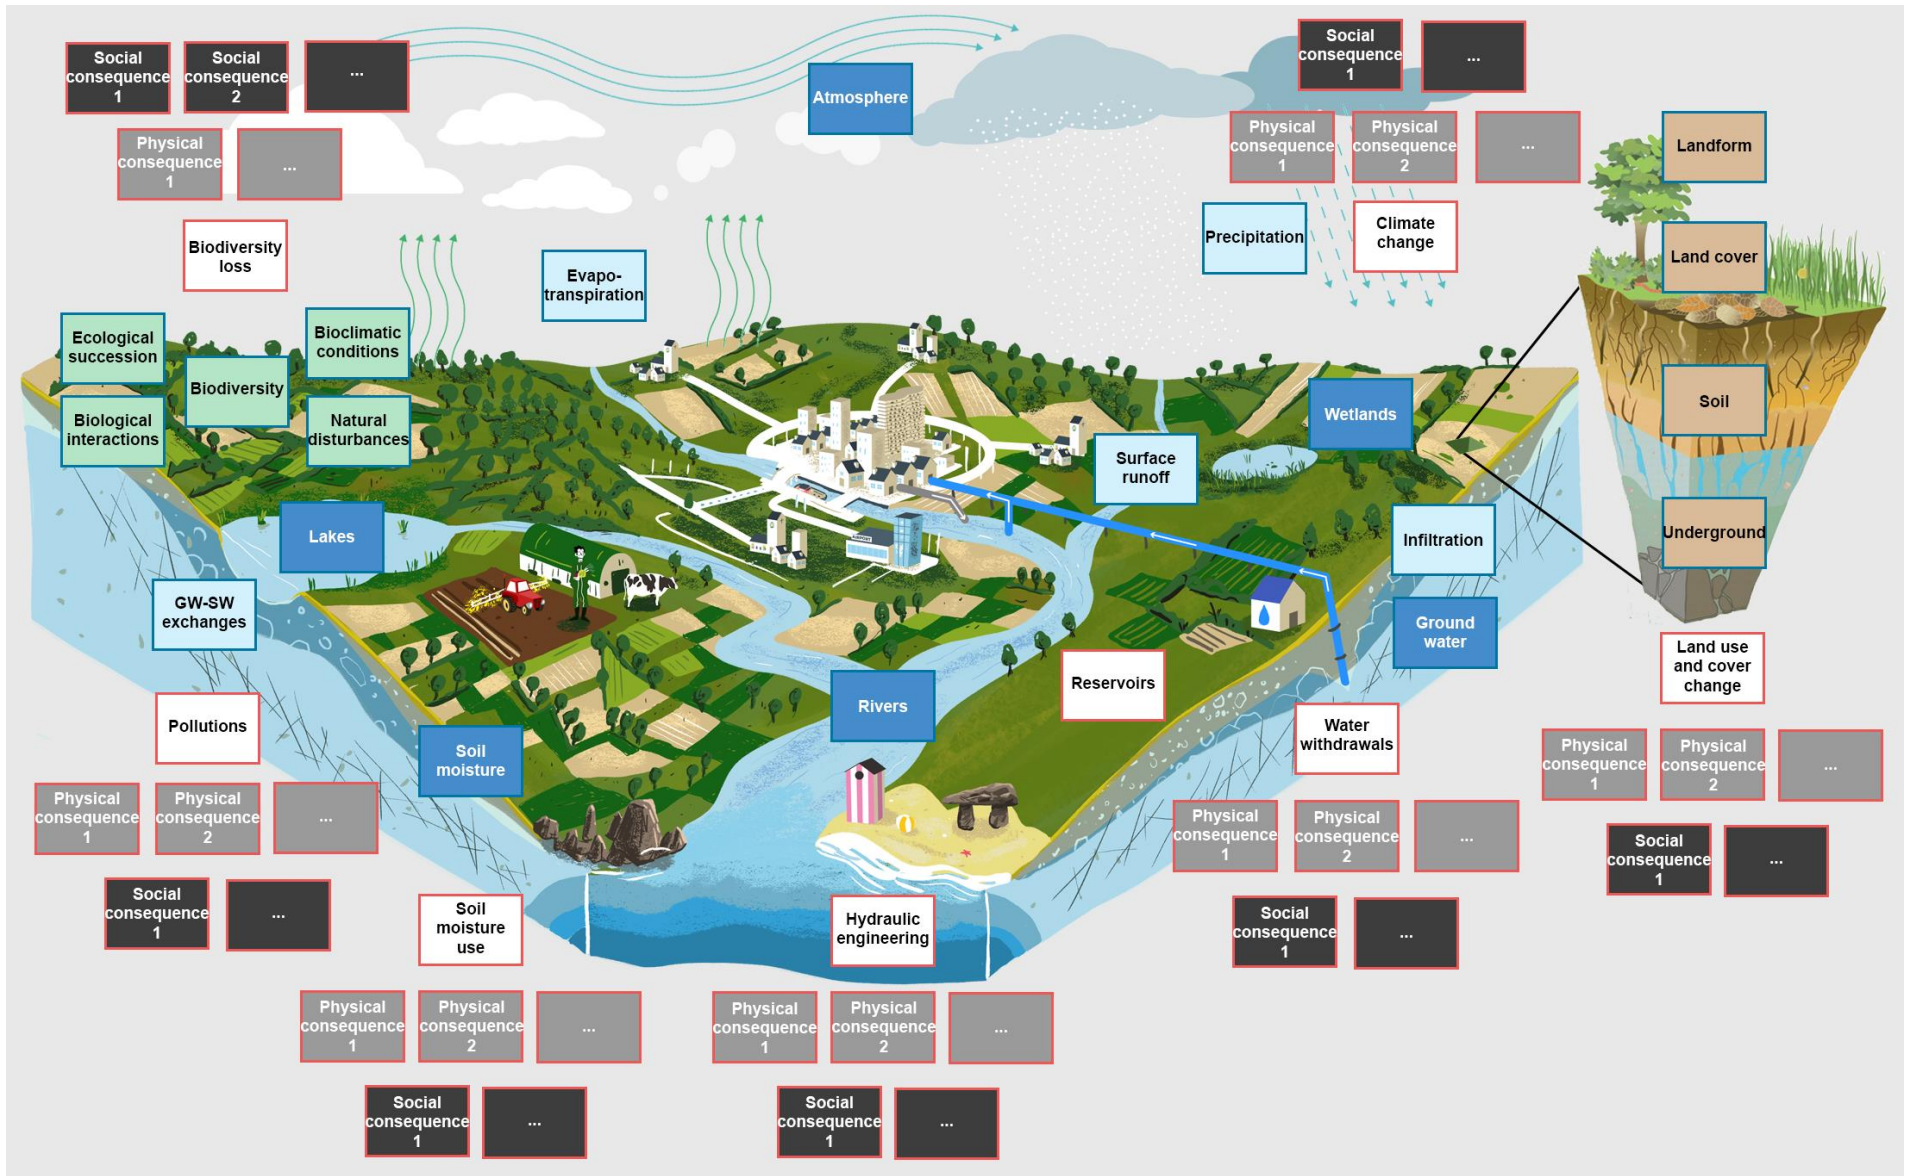 Social
consequence
1
Social
consequence
2
...
Physical
consequence
1
...
Biodiversity
loss
Atmosphere
Social
consequence
1
...
Physical
consequence
1
Physical
consequence
2
...
Precipitation
Climate
change
Landform
Land cover
Soil
Underground
Evapo-
transpiration
Ecological
succession
Bioclimatic
conditions
Biodiversity
Biological
interactions
Natural
disturbances
Wetlands
Surface
runoff
Lakes
AIRPORT
Infiltration
GW-SW
exchanges
Ground
water
Reservoirs
Rivers
Land use
and cover
change
Pollutions
Soil
moisture
Water
withdrawals
Physical
consequence
1
Physical
consequence
2
...
Social
consequence
1
...
Physical
consequence
1
Physical
consequence
2
...
Social
consequence
1
...
Physical
consequence
1
Physical
consequence
2
...
Social
consequence
1
...
Soil
moisture
use
Hydraulic
engineering
Physical
consequence
1
Physical
consequence
2
...
Social
consequence
1
...
Physical
consequence
1
Physical
consequence
2
...
Social
consequence
1
...